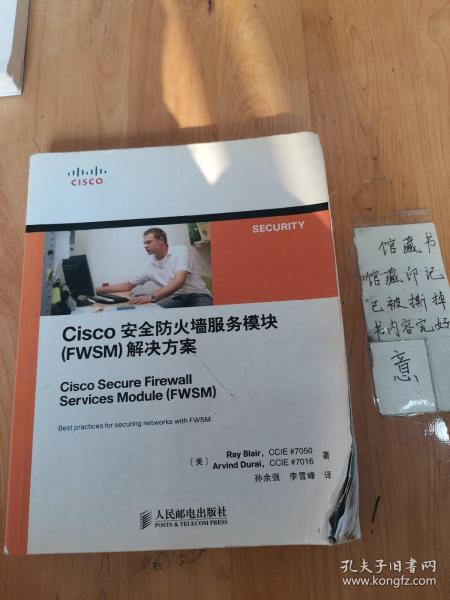 CISCO
SECURITY
Cisco 安全防火墙服务模块
(FWSM) 解决方案
Cisco Secure Firewall
Services Module (FWSM)
Best practices for securing networks with FWSM
[美] Ray Blair, CCIE #7050
Arvind Durai, CCIE #7016 著
孙余强 李雪峰 译
人民邮电出版社
POSTS & TELECOM PRESS
馆藏书
馆藏印记
已被撕掉
书内容完好
意
孔夫子旧书网
www.kongfz.com